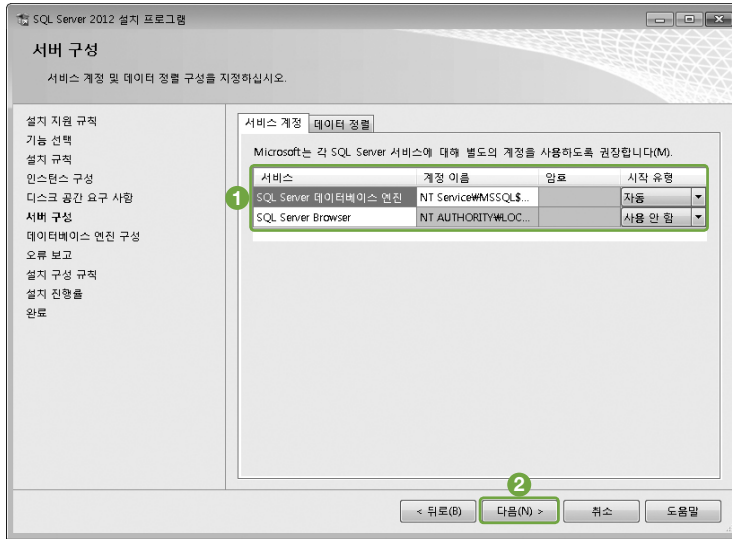 SQL Server 2012 설치 프로그램
서버 구성
서비스 계정 및 데이터 정렬 구성을 지정하십시오.
설치 지원 규칙
기능 선택
설치 규칙
인스턴스 구성
디스크 공간 요구 사항
서버 구성
데이터베이스 엔진 구성
오류 보고
설치 구성 규칙
설치 진행률
완료
서비스 계정 데이터 정렬
Microsoft는 각 SQL Server 서비스에 대해 별도의 계정을 사용하도록 권장합니다(M).
1
서비스 계정 이름 암호 시작 유형
SQL Server 데이터베이스 엔진 NT Service₩MSSQL$... 자동
SQL Server Browser NT AUTHORITY₩LOC... 사용 안 함
2
< 뒤로(B) 다음(N) > 취소 도움말